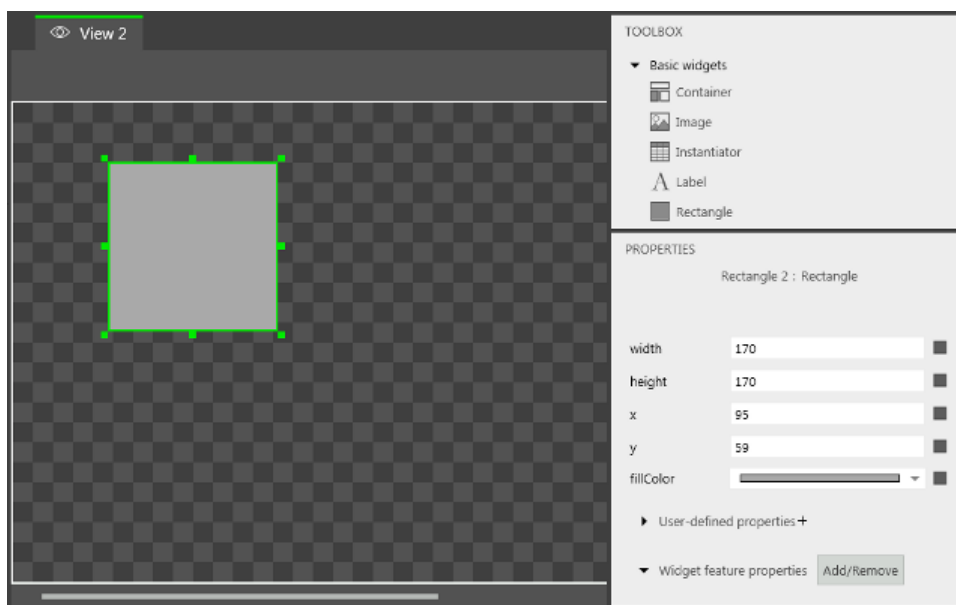 View 2
TOOLBOX
Basic widgets
Container
Image
Instantiator
Label
Rectangle
PROPERTIES
Rectangle 2 : Rectangle
width 170
height 170
x 95
y 59
fillColor
User-defined properties +
Widget feature properties Add/Remove